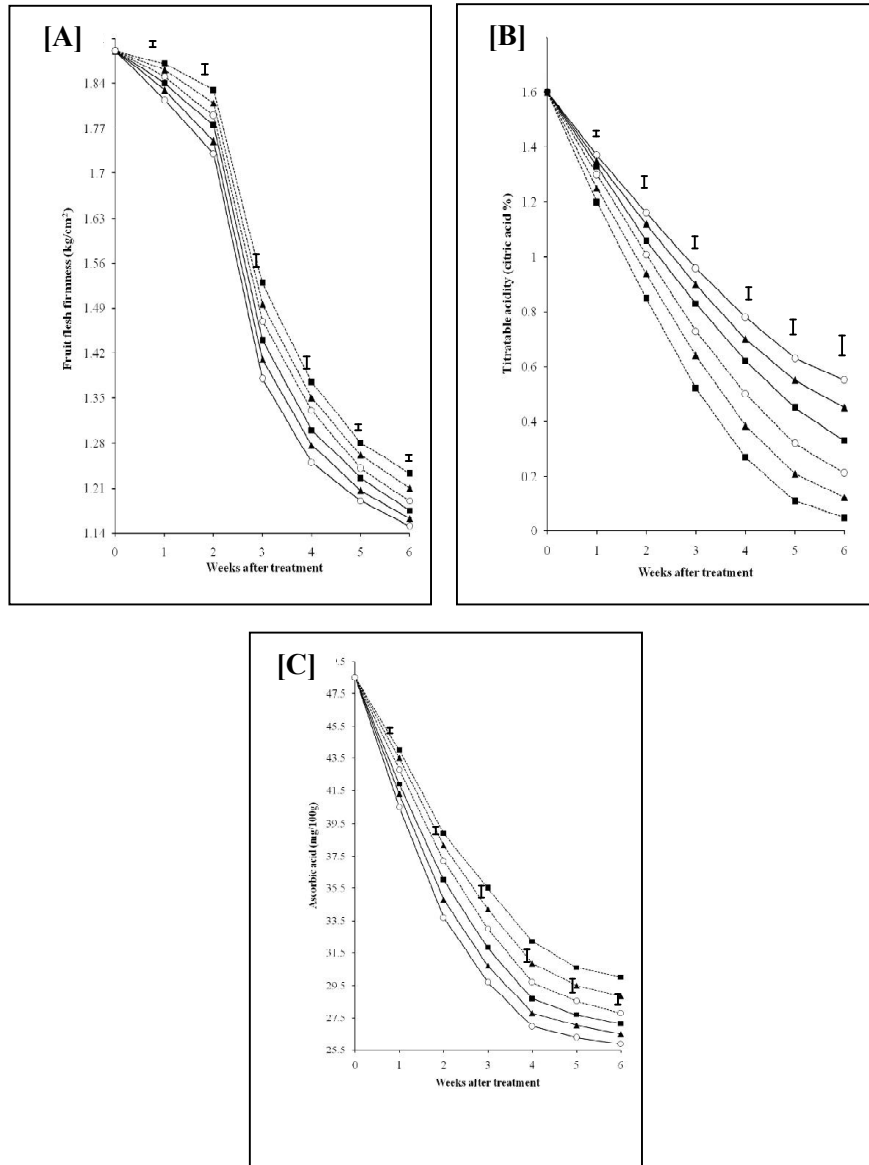 [A]
1.84
1.77
1.7
1.63
1.56
1.49
1.42
1.35
1.28
1.21
1.14
Fruit flesh firmness (kg/cm²)
0 1 2 3 4 5 6
Weeks after treatment
[B]
1.6
1.4
1.2
1
0.8
0.6
0.4
0.2
0
Titratable acidity (citric acid %)
0 1 2 3 4 5 6
Weeks after treatment
[C]
47.5
45.5
43.5
41.5
39.5
37.5
35.5
33.5
31.5
29.5
27.5
25.5
Ascorbic acid (mg/100g)
0 1 2 3 4 5 6
Weeks after treatment